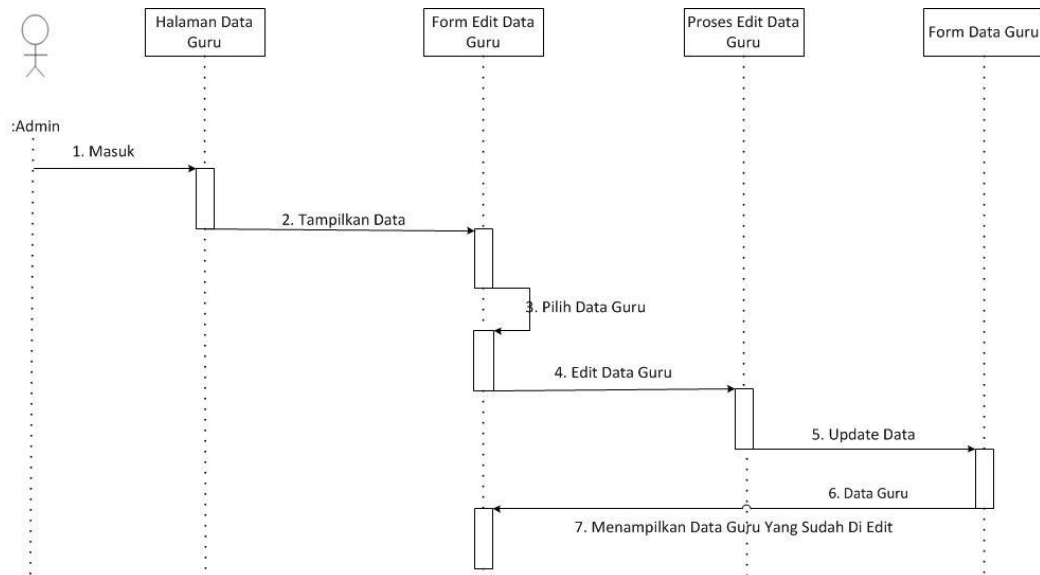 Halaman Data
Guru
Form Edit Data
Guru
Proses Edit Data
Guru
Form Data Guru
:Admin
1. Masuk
2. Tampilkan Data
3. Pilih Data Guru
4. Edit Data Guru
5. Update Data
6. Data Guru
7. Menampilkan Data Guru Yang Sudah Di Edit